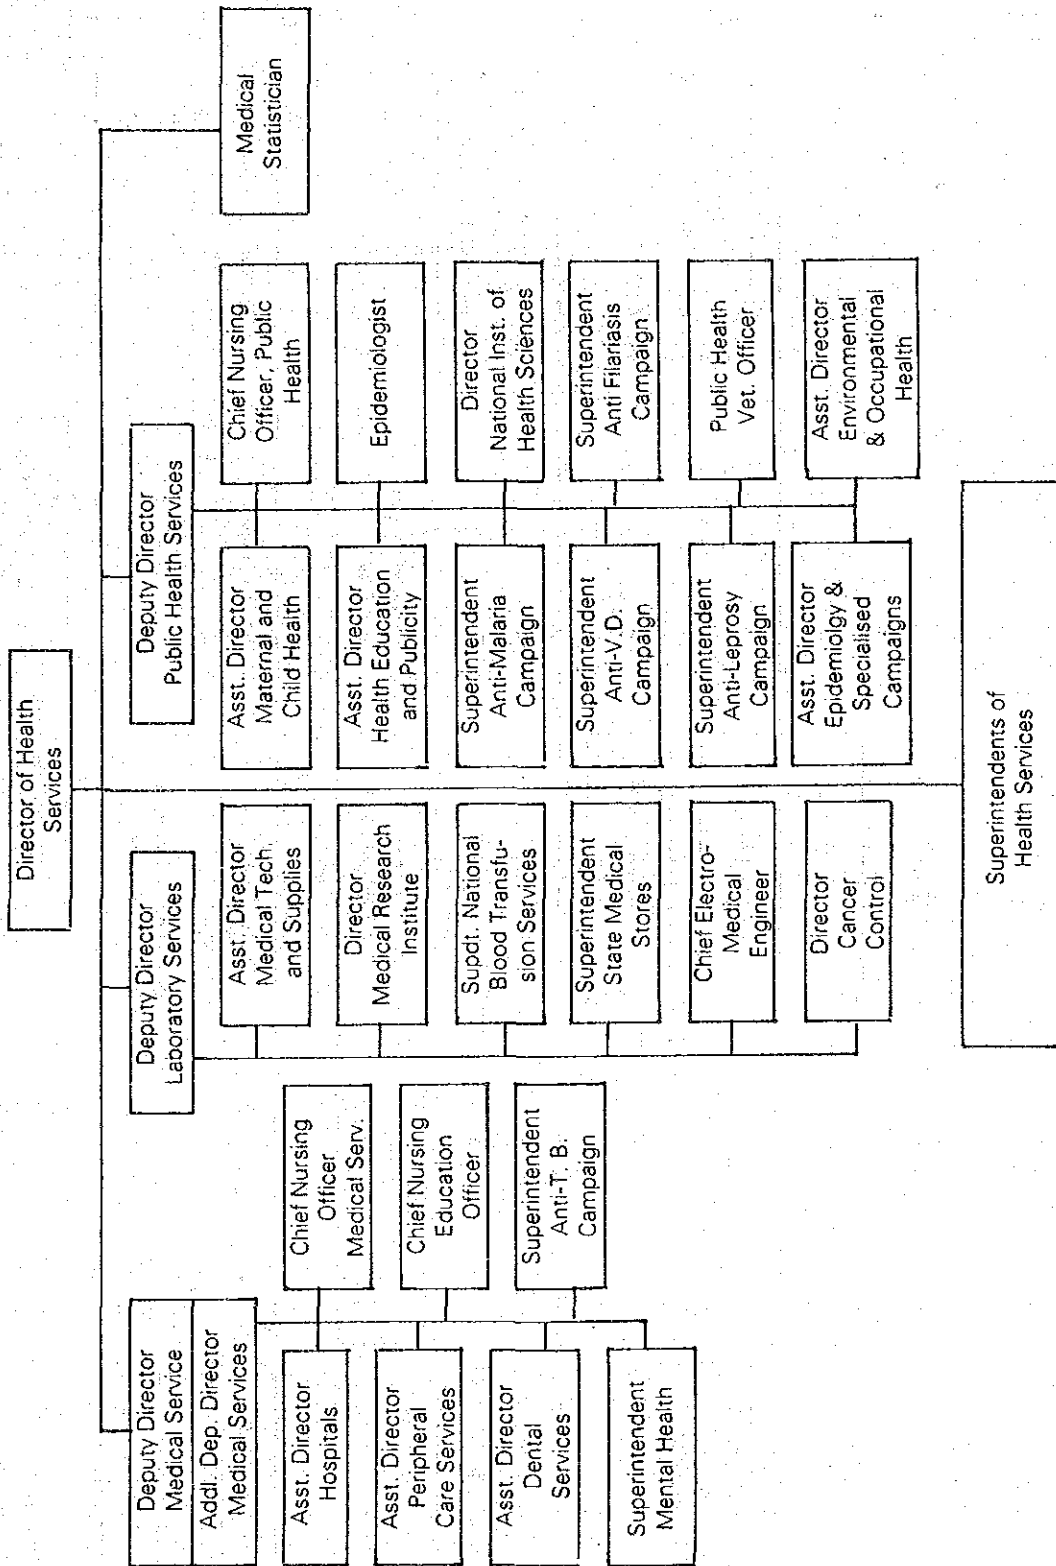 Director of Health
Services
Deputy Director
Medical Service
Addl. Dep. Director
Medical Services
Asst. Director
Hospitals
Asst. Director
Peripheral
Care Services
Asst. Director
Dental
Services
Superintendent
Mental Health
Chief Nursing
Officer
Medical Serv.
Chief Nursing
Education
Officer
Superintendent
Anti-T. B.
Campaign
Deputy Director
Laboratory Services
Asst. Director
Medical Tech.
and Supplies
Director
Medical Research
Institute
Supdt. National
Blood Transfu-
sion Services
Superintendent
State Medical
Stores
Chief Electro-
Medical
Engineer
Director
Cancer
Control
Deputy Director
Public Health Services
Asst. Director
Maternal and
Child Health
Asst. Director
Health Education
and Publicity
Superintendent
Anti-Malaria
Campaign
Superintendent
Anti-V.D.
Campaign
Superintendent
Anti-Leprosy
Campaign
Asst. Director
Epidemiolgy &
Specialised
Campaigns
Chief Nursing
Officer, Public
Health
Epidemiologist
Director
National Inst. of
Health Sciences
Superintendent
Anti Filariasis
Campaign
Public Health
Vet. Officer
Asst. Director
Environmental
& Occupational
Health
Medical
Statistician
Superintendents of
Health Services